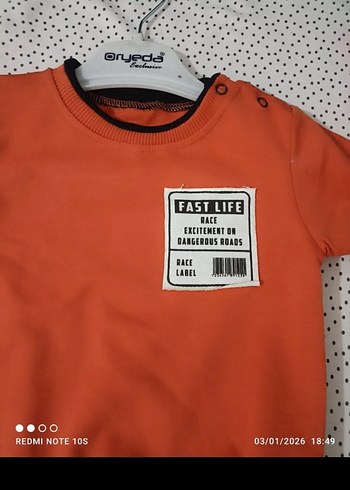 Oryeda
Exclusive
FAST LIFE
RACE
EXCITEMENT ON
DANGEROUS ROADS
RACE
LABEL
REDMI NOTE 10S
03/01/2026 18:49